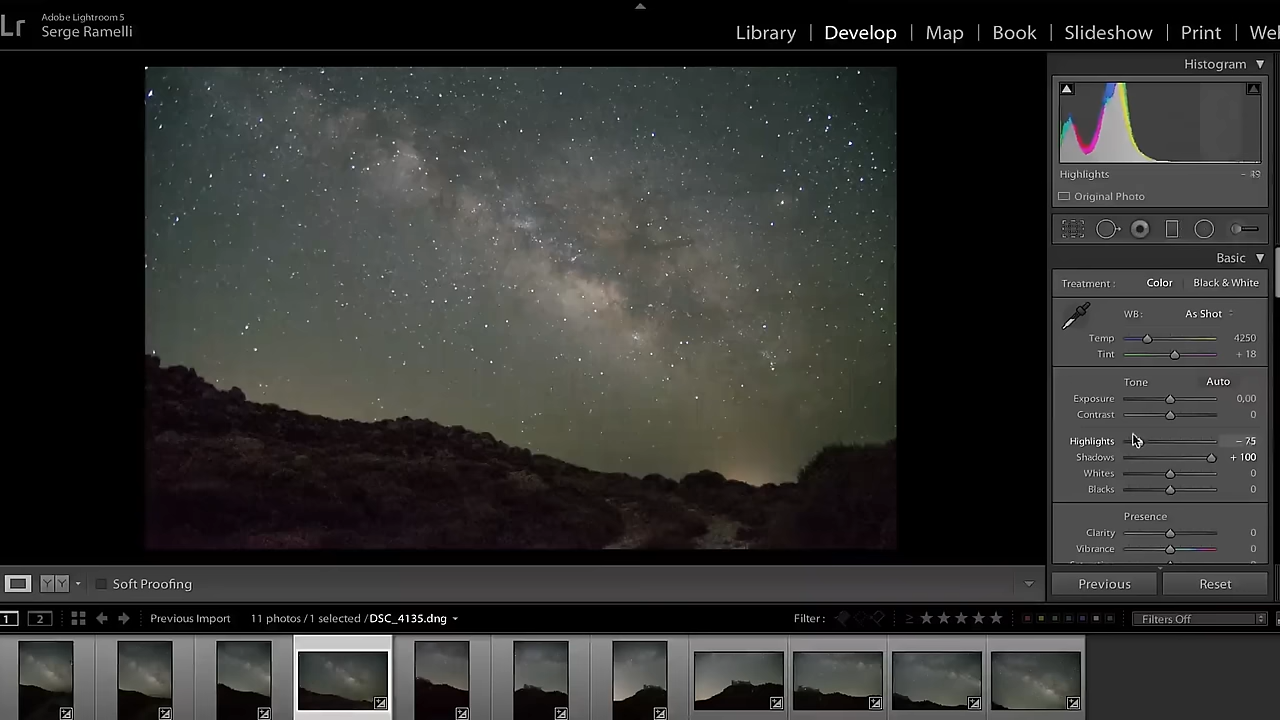 Lr
Adobe Lightroom 5
Serge Ramelli
Library | Develop | Map | Book | Slideshow | Print | We
Histogram
Highlights - 49
Original Photo
Basic
Treatment : Color | Black & White
WB : As Shot
Temp 4250
Tint + 18
Tone Auto
Exposure 0,00
Contrast 0
Highlights - 75
Shadows + 100
Whites 0
Blacks 0
Presence
Clarity 0
Vibrance 0
YY Soft Proofing
Previous Reset
1 2 Previous Import 11 photos / 1 selected / DSC_4135.dng Filter : Filters Off